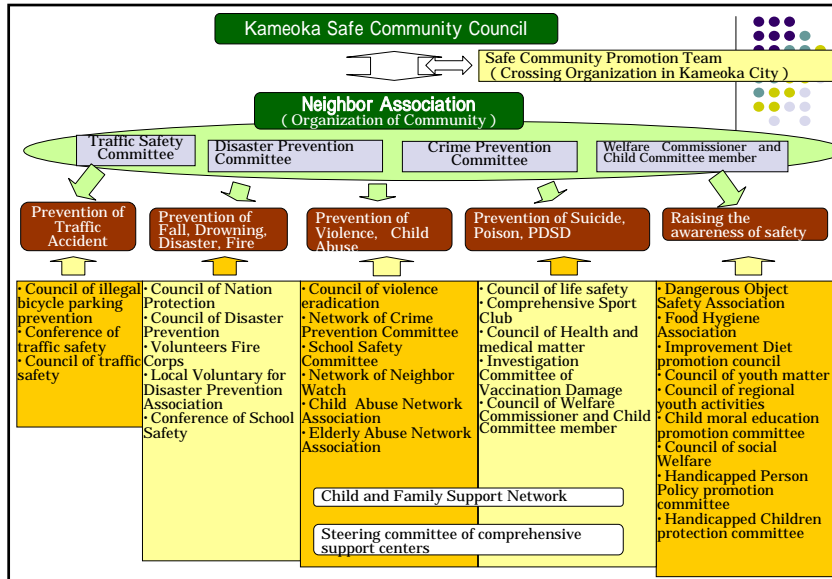 Kameoka Safe Community Council
Safe Community Promotion Team
( Crossing Organization in Kameoka City )
Neighbor Association
( Organization of Community )
Traffic Safety
Committee
Disaster Prevention
Committee
Crime Prevention
Committee
Welfare Commissioner and
Child Committee member
Prevention of
Traffic
Accident
Prevention of
Fall, Drowning,
Disaster, Fire
Prevention of
Violence, Child
Abuse
Prevention of Suicide,
Poison, PDSD
Raising the
awareness of safety
・Council of illegal
bicycle parking
prevention
・Conference of
traffic safety
・Council of traffic
safety
・Council of Nation
Protection
・Council of Disaster
Prevention
・Volunteers Fire
Corps
・Local Voluntary for
Disaster Prevention
Association
・Conference of School
Safety
・Council of violence
eradication
・Network of Crime
Prevention Committee
・School Safety
Committee
・Network of Neighbor
Watch
・Child Abuse Network
Association
・Elderly Abuse Network
Association
・Council of life safety
・Comprehensive Sport
Club
・Council of Health and
medical matter
・Investigation
Committee of
Vaccination Damage
・Council of Welfare
Commissioner and Child
Committee member
・Dangerous Object
Safety Association
・Food Hygiene
Association
・Improvement Diet
promotion council
・Council of youth matter
・Council of regional
youth activities
・Child moral education
promotion committee
・Council of social
Welfare
・Handicapped Person
Policy promotion
committee
・Handicapped Children
protection committee
Child and Family Support Network
Steering committee of comprehensive
support centers